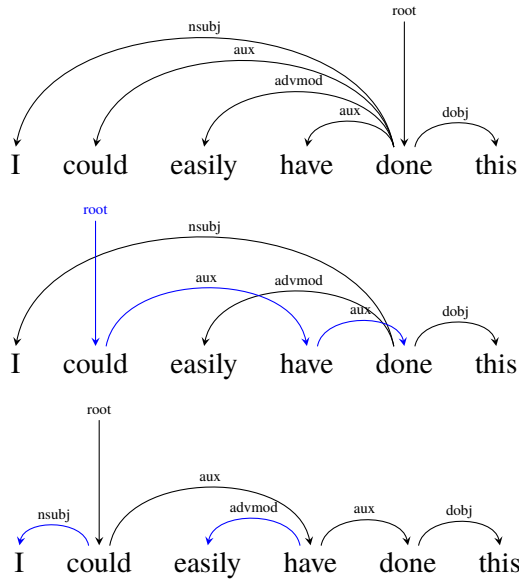 root
nsubj
aux
advmod
aux dobj
I could easily have done this
root
nsubj
aux advmod
aux dobj
I could easily have done this
root
aux
nsubj advmod aux dobj
I could easily have done this